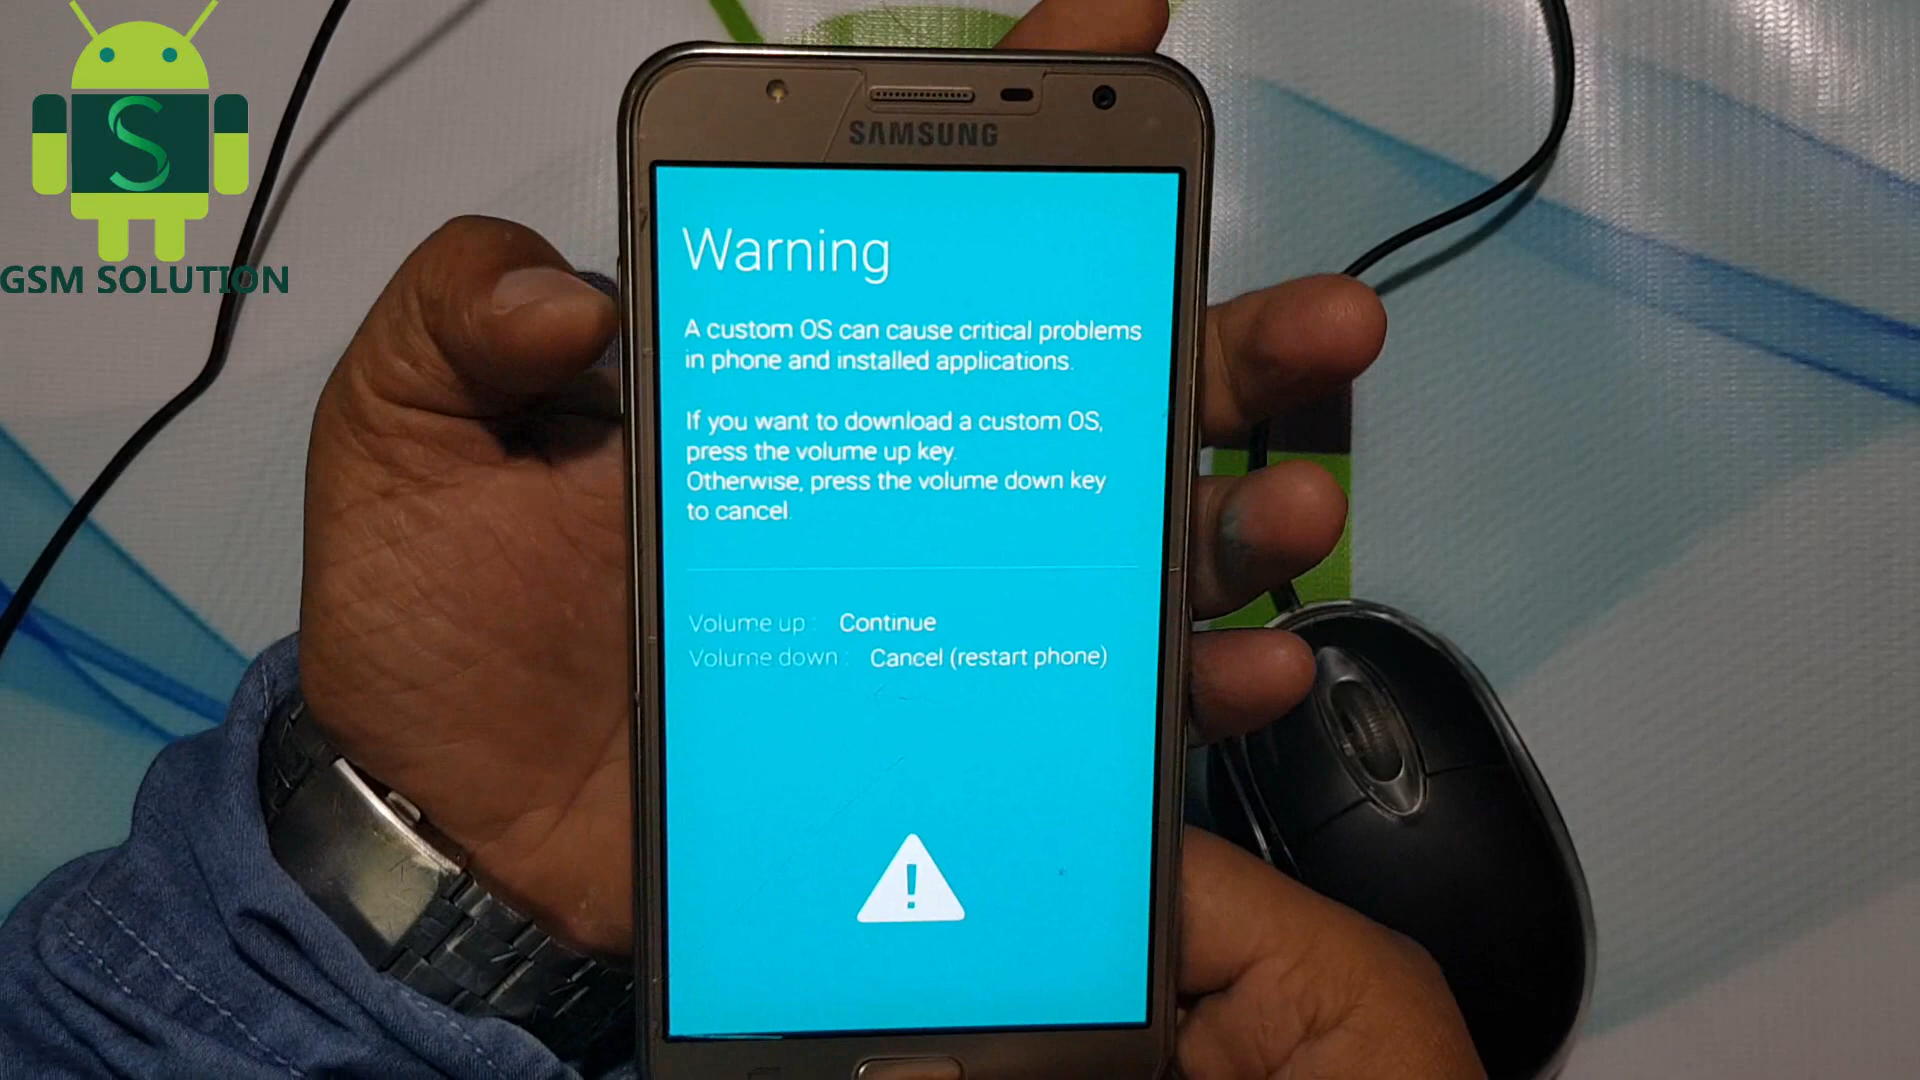 S
GSM SOLUTION
SAMSUNG
Warning
A custom OS can cause critical problems
in phone and installed applications.
If you want to download a custom OS,
press the volume up key.
Otherwise, press the volume down key
to cancel.
Volume up : Continue
Volume down : Cancel (restart phone)